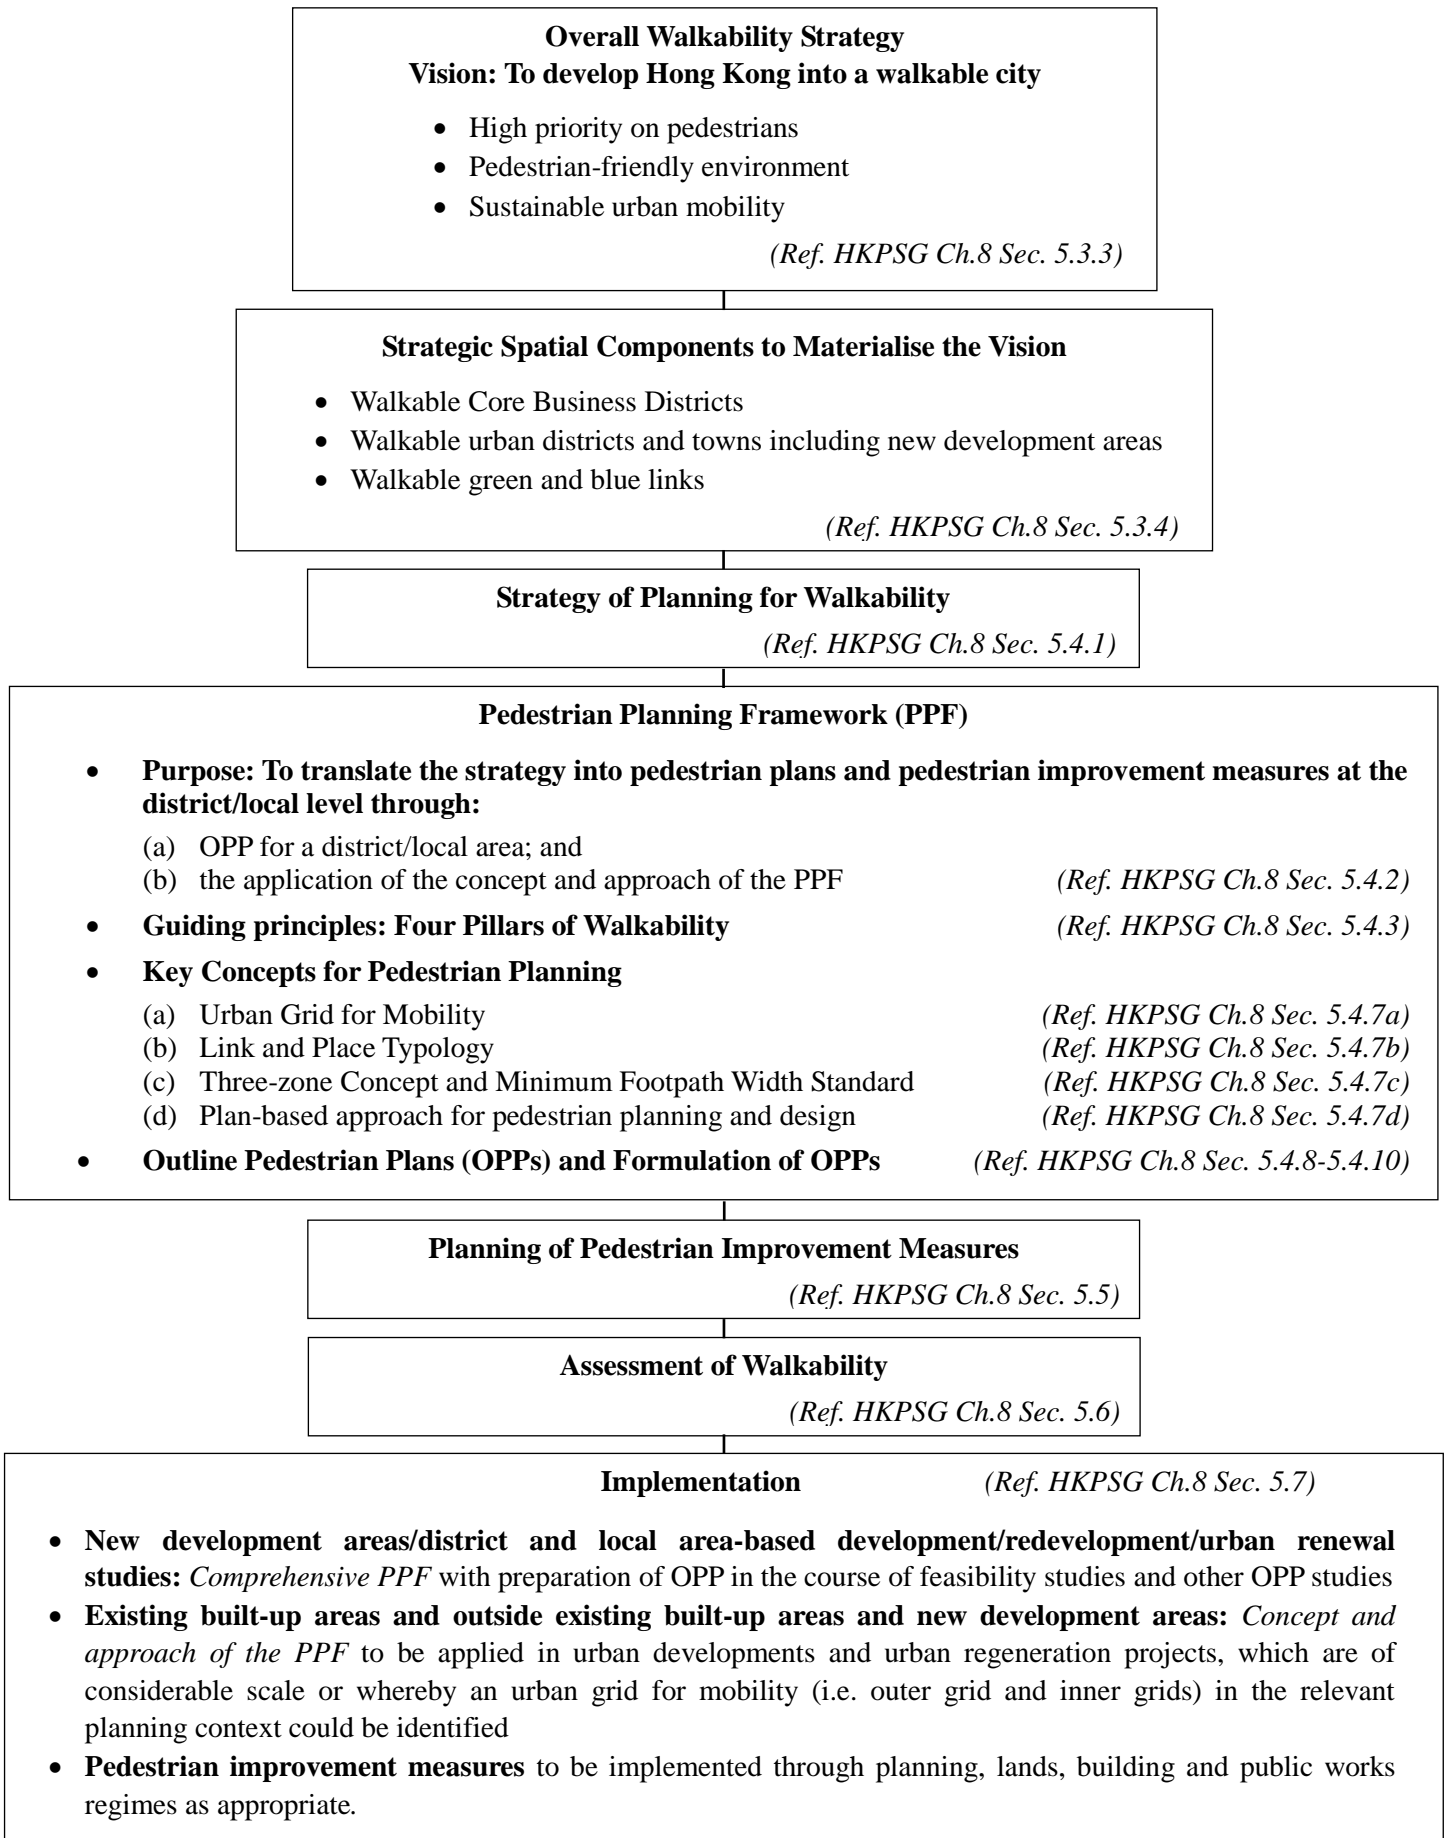 Overall Walkability Strategy
Vision: To develop Hong Kong into a walkable city
• High priority on pedestrians
• Pedestrian-friendly environment
• Sustainable urban mobility
(Ref. HKPSG Ch.8 Sec. 5.3.3)
Strategic Spatial Components to Materialise the Vision
• Walkable Core Business Districts
• Walkable urban districts and towns including new development areas
• Walkable green and blue links
(Ref. HKPSG Ch.8 Sec. 5.3.4)
Strategy of Planning for Walkability
(Ref. HKPSG Ch.8 Sec. 5.4.1)
Pedestrian Planning Framework (PPF)
• Purpose: To translate the strategy into pedestrian plans and pedestrian improvement measures at the
district/local level through:
(a) OPP for a district/local area; and
(b) the application of the concept and approach of the PPF (Ref. HKPSG Ch.8 Sec. 5.4.2)
• Guiding principles: Four Pillars of Walkability (Ref. HKPSG Ch.8 Sec. 5.4.3)
• Key Concepts for Pedestrian Planning
(a) Urban Grid for Mobility (Ref. HKPSG Ch.8 Sec. 5.4.7a)
(b) Link and Place Typology (Ref. HKPSG Ch.8 Sec. 5.4.7b)
(c) Three-zone Concept and Minimum Footpath Width Standard (Ref. HKPSG Ch.8 Sec. 5.4.7c)
(d) Plan-based approach for pedestrian planning and design (Ref. HKPSG Ch.8 Sec. 5.4.7d)
• Outline Pedestrian Plans (OPPs) and Formulation of OPPs (Ref. HKPSG Ch.8 Sec. 5.4.8-5.4.10)
Planning of Pedestrian Improvement Measures
(Ref. HKPSG Ch.8 Sec. 5.5)
Assessment of Walkability
(Ref. HKPSG Ch.8 Sec. 5.6)
Implementation (Ref. HKPSG Ch.8 Sec. 5.7)
• New development areas/district and local area-based development/redevelopment/urban renewal
studies: Comprehensive PPF with preparation of OPP in the course of feasibility studies and other OPP studies
• Existing built-up areas and outside existing built-up areas and new development areas: Concept and
approach of the PPF to be applied in urban developments and urban regeneration projects, which are of
considerable scale or whereby an urban grid for mobility (i.e. outer grid and inner grids) in the relevant
planning context could be identified
• Pedestrian improvement measures to be implemented through planning, lands, building and public works
regimes as appropriate.